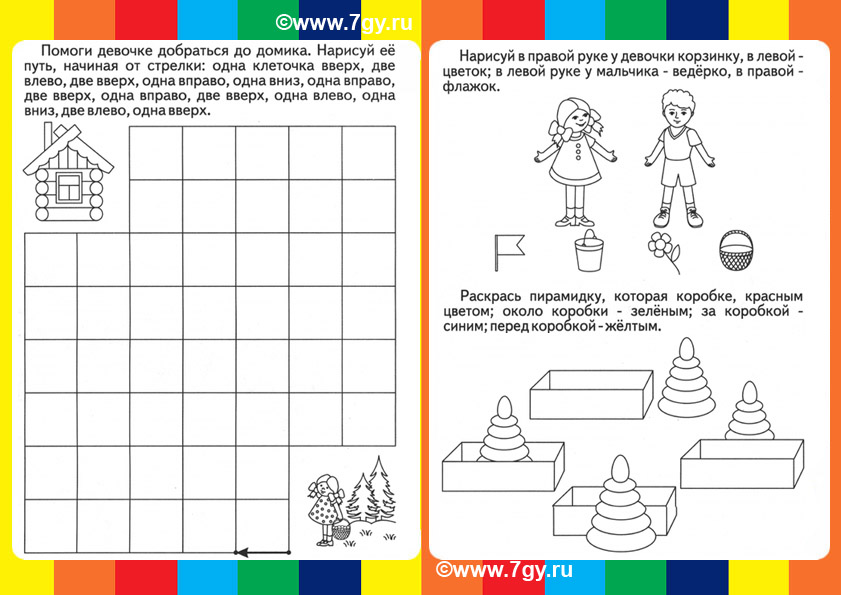 ©www.7gy.ru
Помоги девочке добраться до домика. Нарисуй её
путь, начиная от стрелки: одна клеточка вверх, две
влево, две вверх, одна вправо, одна вниз, одна вправо,
две вверх, одна вправо, две вверх, одна влево, одна
вниз, две влево, одна вверх.
Нарисуй в правой руке у девочки корзинку, в левой -
цветок; в левой руке у мальчика - ведёрко, в правой -
флажок.
Раскрась пирамидку, которая коробке, красным
цветом; около коробки - зелёным; за коробкой -
синим; перед коробкой - жёлтым.
©www.7gy.ru